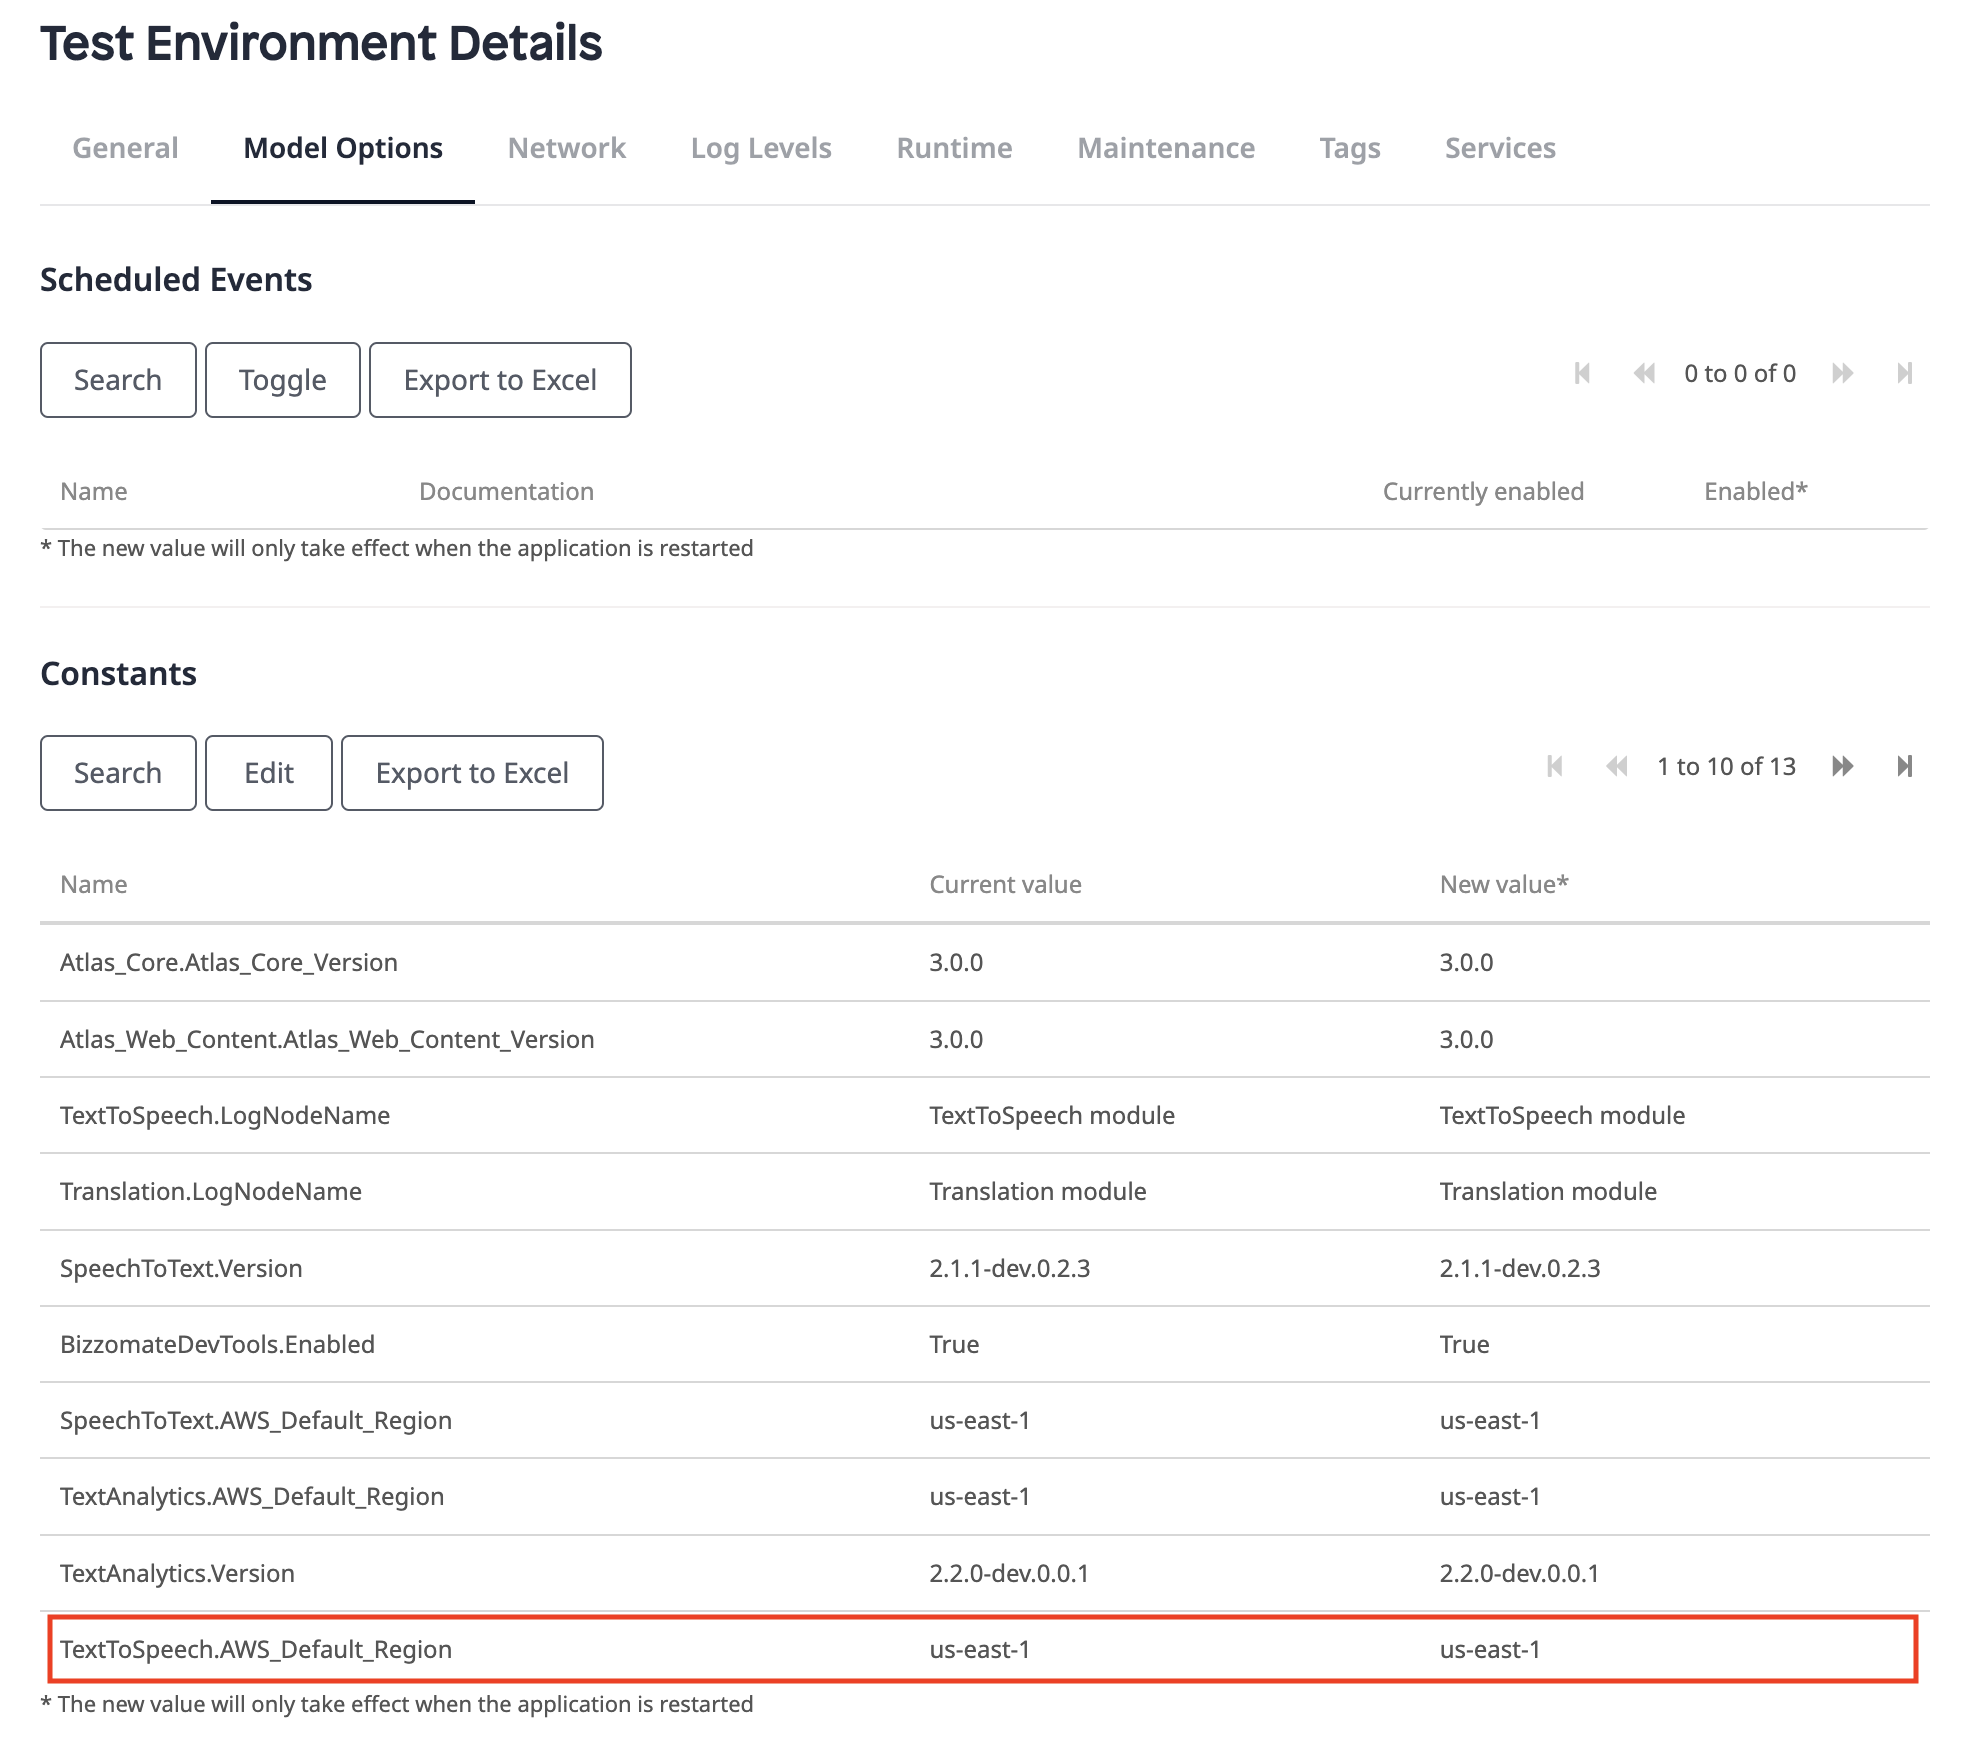 Test Environment Details
General Model Options Network Log Levels Runtime Maintenance Tags Services
Scheduled Events
Search Toggle Export to Excel 0 to 0 of 0
Name Documentation Currently enabled Enabled*
* The new value will only take effect when the application is restarted
Constants
Search Edit Export to Excel 1 to 10 of 13
Name Current value New value*
Atlas_Core.Atlas_Core_Version 3.0.0 3.0.0
Atlas_Web_Content.Atlas_Web_Content_Version 3.0.0 3.0.0
TextToSpeech.LogNodeName TextToSpeech module TextToSpeech module
Translation.LogNodeName Translation module Translation module
SpeechToText.Version 2.1.1-dev.0.2.3 2.1.1-dev.0.2.3
BizzomateDevTools.Enabled True True
SpeechToText.AWS_Default_Region us-east-1 us-east-1
TextAnalytics.AWS_Default_Region us-east-1 us-east-1
TextAnalytics.Version 2.2.0-dev.0.0.1 2.2.0-dev.0.0.1
TextToSpeech.AWS_Default_Region us-east-1 us-east-1
* The new value will only take effect when the application is restarted